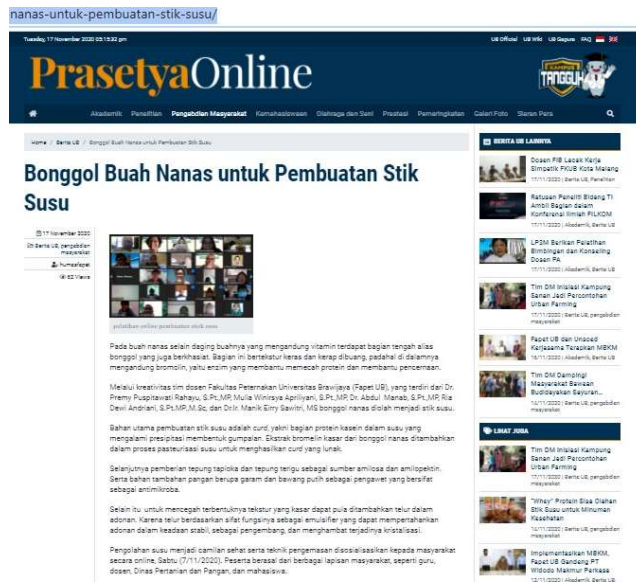 nanas-untuk-pembuatan-stik-susu/
Tuesday, 17 November 2020 03:15:32 pm
UB Official UB Wiki UB Gapura FAQ
PrasetyaOnline
KAMPUS
TANGGUH
Akademik Penelitian Pengabdian Masyarakat Kemahasiswaan Olahraga dan Seni Prestasi Pemeringkatan Galeri Foto Siaran Pers
Home / Berita UB / Bonggol Buah Nanas untuk Pembuatan Stik Susu
Bonggol Buah Nanas untuk Pembuatan Stik
Susu
17 November 2020
Berita UB, pengabdian
masyarakat
humasfapet
62 Views
pelatihan online pembuatan stick susu
Pada buah nanas selain daging buahnya yang mengandung vitamin terdapat bagian tengah alias
bonggol yang juga berkhasiat. Bagian ini bertekstur keras dan kerap dibuang, padahal di dalamnya
mengandung bromolin, yaitu enzim yang membantu memecah protein dan membantu pencernaan.
Melalui kreativitas tim dosen Fakultas Peternakan Universitas Brawijaya (Fapet UB), yang terdiri dari Dr.
Premy Puspitawati Rahayu, S.Pt.,MP, Mulia Winirsya Apriliyani, S.Pt.,MP, Dr. Abdul Manab, S.Pt.,MP, Ria
Dewi Andriani, S.Pt.,MP,M.Sc, dan Dr.Ir. Manik Eirry Sawitri, MS bonggol nanas diolah menjadi stik susu.
Bahan utama pembuatan stik susu adalah curd, yakni bagian protein kasein dalam susu yang
mengalami presipitasi membentuk gumpalan. Ekstrak bromelin kasar dari bonggol nanas ditambahkan
dalam proses pasteurisasi susu untuk menghasilkan curd yang lunak.
Selanjutnya pemberian tepung tapioka dan tepung terigu sebagai sumber amilosa dan amilopektin.
Serta bahan tambahan pangan berupa garam dan bawang putih sebagai pengawet yang bersifat
sebagai antimikroba.
Selain itu untuk mencegah terbentuknya tekstur yang kasar dapat pula ditambahkan telur dalam
adonan. Karena telur berdasarkan sifat fungsinya sebagai emulsifier yang dapat mempertahankan
adonan dalam keadaan stabil, sebagai pengembang, dan menghambat terjadinya kristalisasi.
Pengolahan susu menjadi camilan sehat serta teknik pengemasan disosialisasikan kepada masyarakat
secara online, Sabtu (7/11/2020). Peserta berasal dari berbagai lapisan masyarakat, seperti guru,
dosen, Dinas Pertanian dan Pangan, dan mahasiswa.
BERITA UB LAINNYA
Dosen FIB Lacak Kerja
Simpatik FKUB Kota Malang
17/11/2020 | Berita UB, Penelitian
Ratusan Peneliti Bidang TI
Ambil Bagian dalam
Konferensi Ilmiah FILKOM
17/11/2020 | Akademik, Berita UB
LP3M Berikan Pelatihan
Bimbingan dan Konseling
Dosen PA
17/11/2020 | Akademik, Berita UB
Tim DM Inisiasi Kampung
Sanan Jadi Percontohan
Urban Farming
17/11/2020 | Berita UB, pengabdian
masyarakat
Fapet UB dan Unsoed
Kerjasama Terapkan MBKM
16/11/2020 | Akademik, Berita UB
Tim DM Dampingi
Masyarakat Bawean
Budidayakan Sayuran...
16/11/2020 | Berita UB, pengabdian
masyarakat
LIHAT JUGA
Tim DM Inisiasi Kampung
Sanan Jadi Percontohan
Urban Farming
17/11/2020 | Berita UB, pengabdian
masyarakat
"Whey" Protein Sisa Olahan
Stik Susu untuk Minuman
Kesehatan
16/11/2020 | Berita UB, pengabdian
masyarakat
Implementasikan MBKM,
Fapet UB Gandeng PT
Widodo Makmur Perkasa
12/11/2020 | Akademik, Berita UB